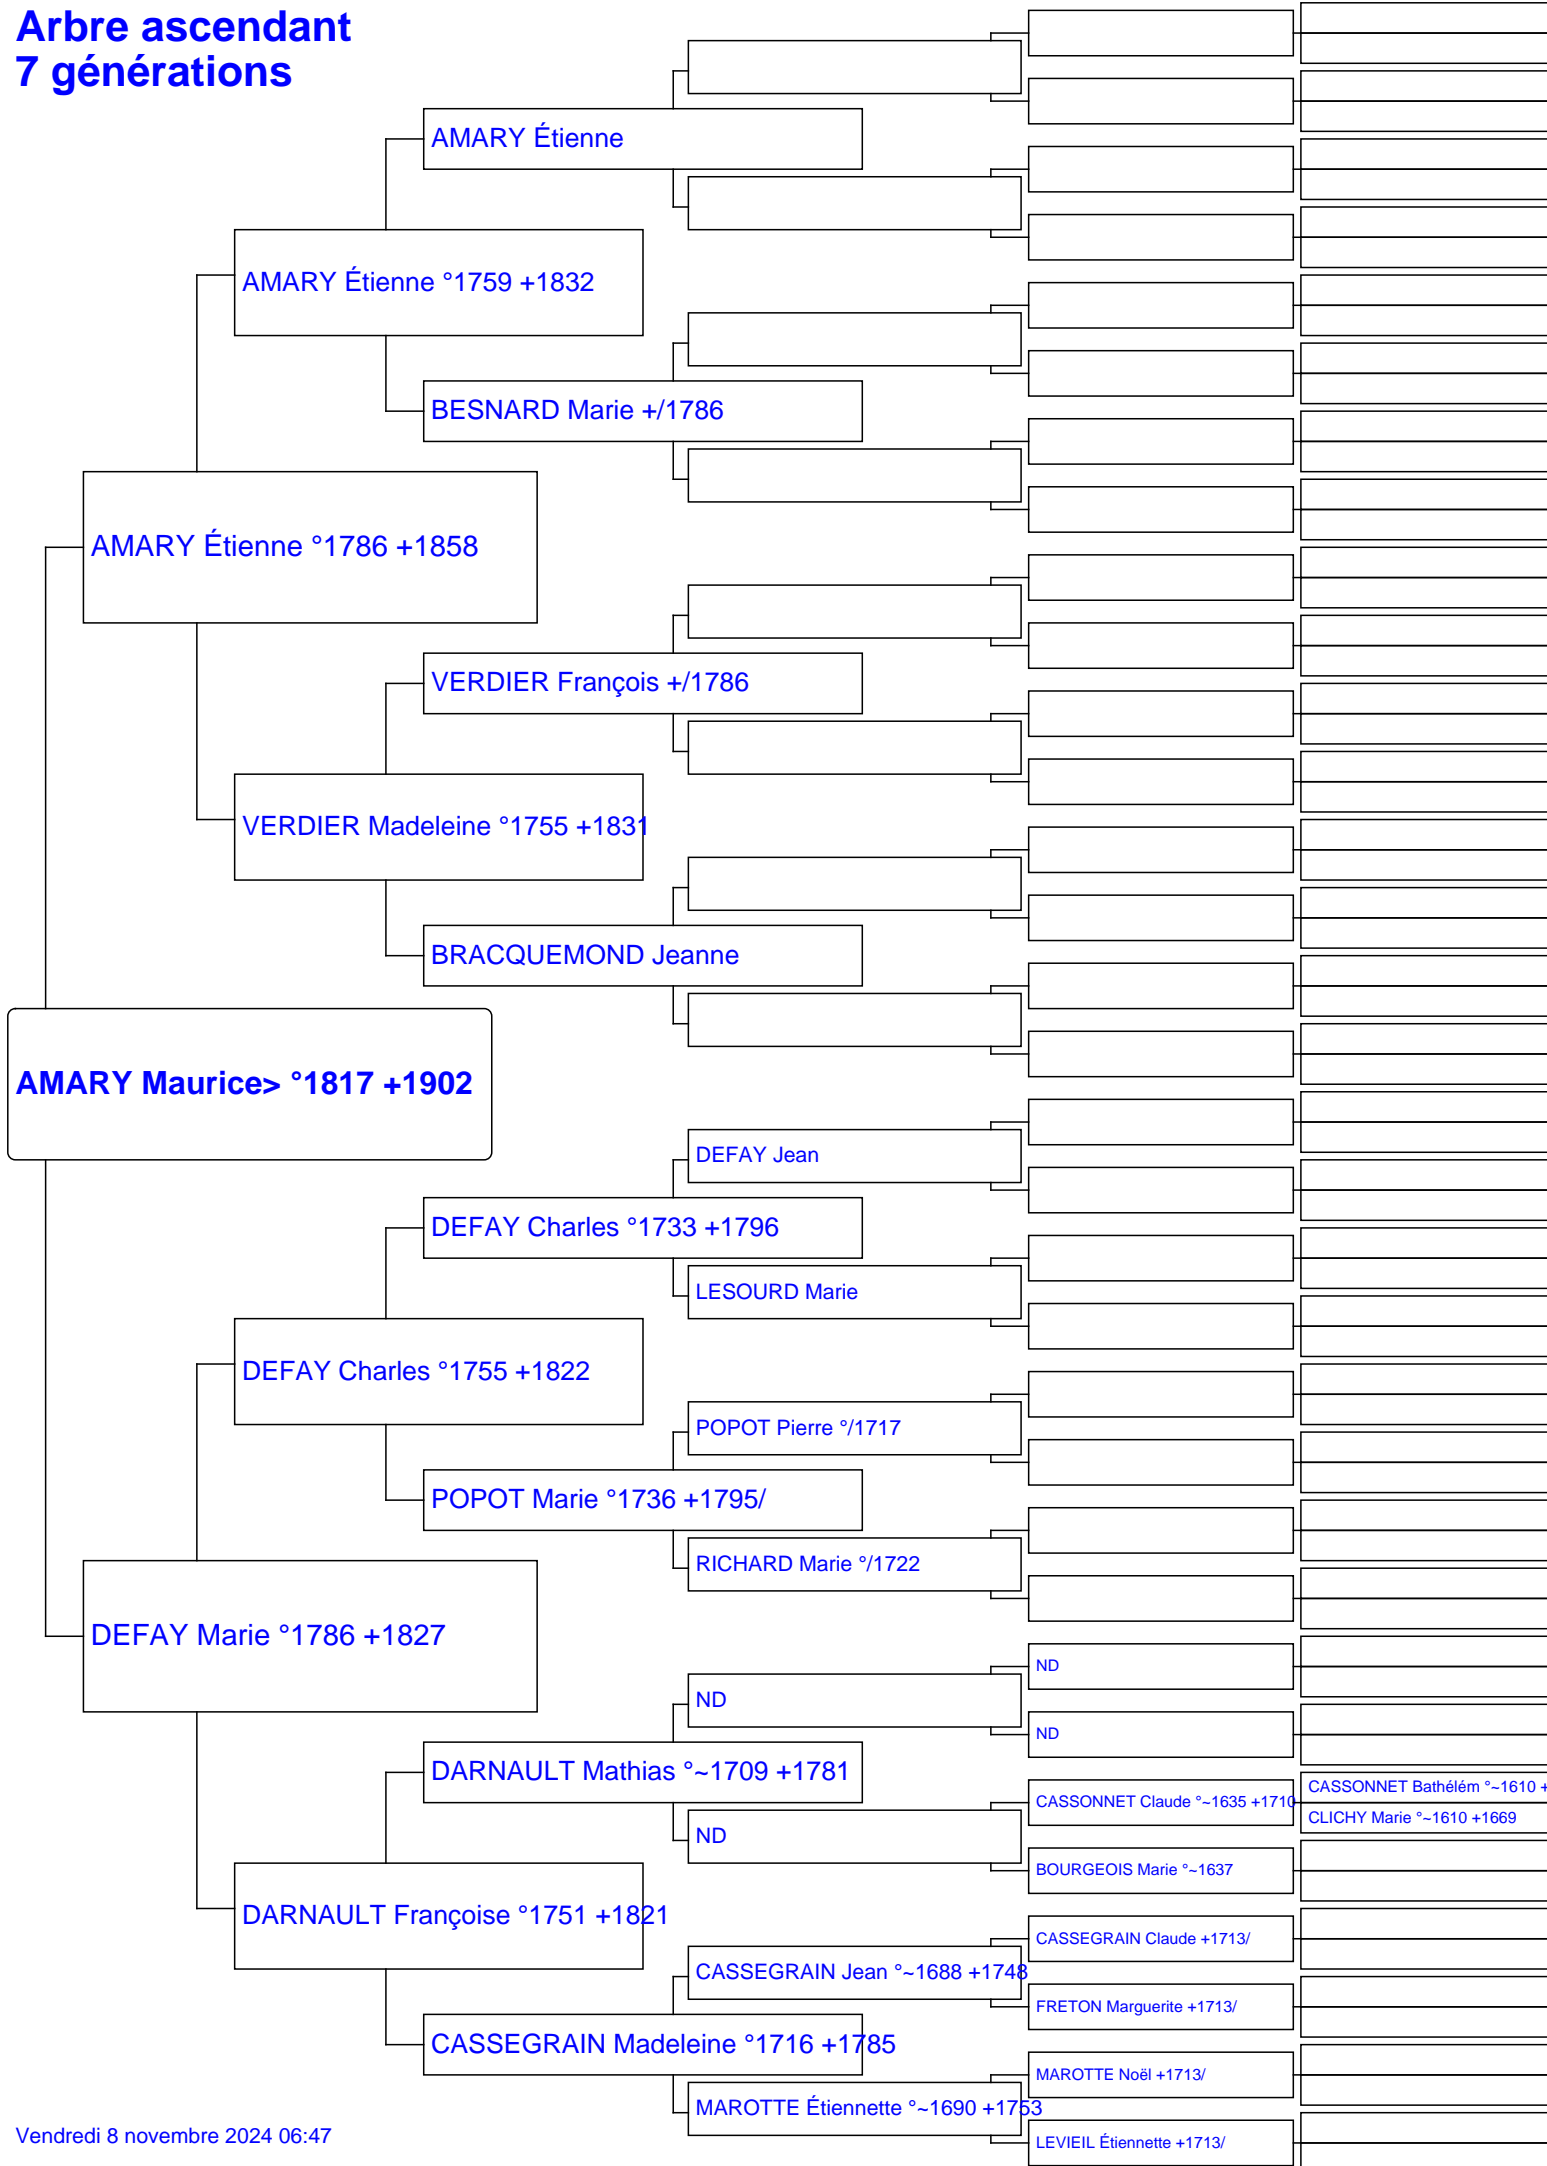 Arbre ascendant
7 générations
AMARY Étienne
AMARY Étienne °1759 +1832
BESNARD Marie +/1786
AMARY Étienne °1786 +1858
VERDIER François +/1786
VERDIER Madeleine °1755 +1831
BRACQUEMOND Jeanne
AMARY Maurice> °1817 +1902
DEFAY Jean
DEFAY Charles °1733 +1796
LESOURD Marie
DEFAY Charles °1755 +1822
POPOT Pierre °/1717
POPOT Marie °1736 +1795/
RICHARD Marie °/1722
DEFAY Marie °1786 +1827
ND
ND
ND
DARNAULT Mathias °~1709 +1781
CASSONNET Bathélém °~1610 +
CASSONNET Claude °~1635 +1710
CLICHY Marie °~1610 +1669
ND
BOURGEOIS Marie °~1637
DARNAULT Françoise °1751 +1821
CASSEGRAIN Claude +1713/
CASSEGRAIN Jean °~1688 +1748
FRETON Marguerite +1713/
CASSEGRAIN Madeleine °1716 +1785
MAROTTE Noël +1713/
MAROTTE Étiennette °~1690 +1753
LEVIEIL Étiennette +1713/
Vendredi 8 novembre 2024 06:47